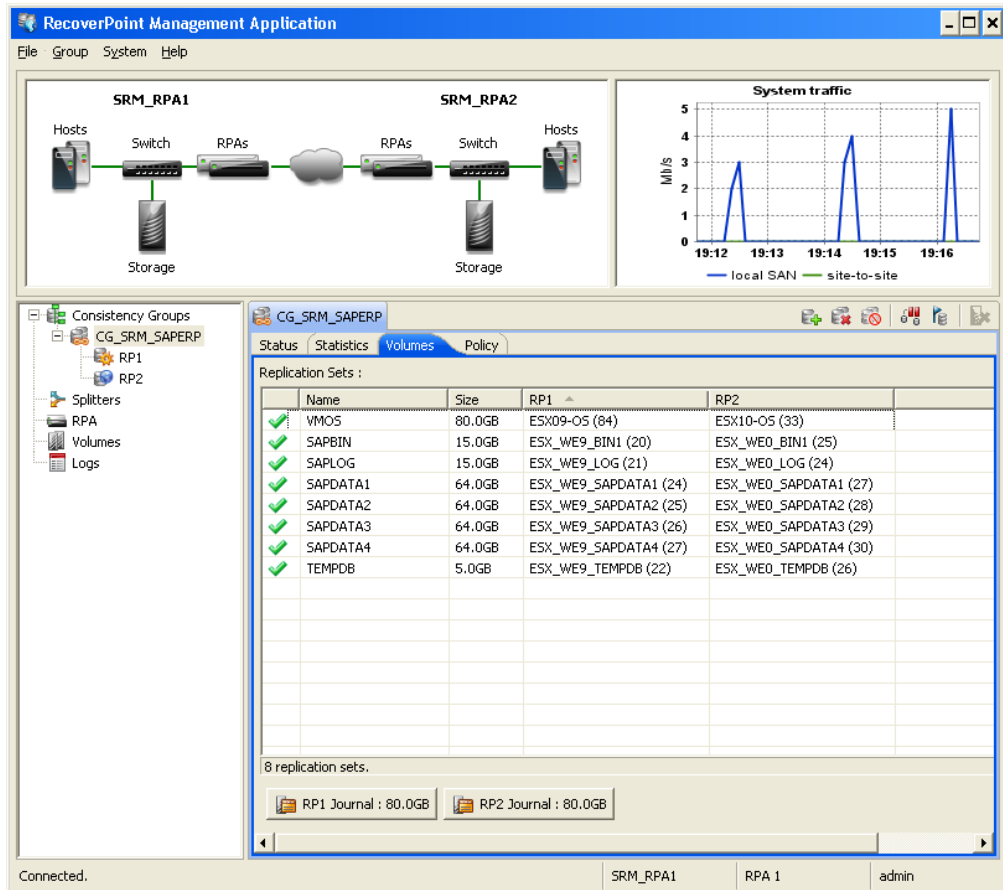 RecoverPoint Management Application
File Group System Help
SRM_RPA1 SRM_RPA2
Hosts Switch RPAs RPAs Switch Hosts
Storage Storage
System traffic
Mb/s
5
4
3
2
1
0
19:12 19:13 19:14 19:15 19:16
local SAN site-to-site
Consistency Groups
CG_SRM_SAPERP
RP1
RP2
Splitters
RPA
Volumes
Logs
CG_SRM_SAPERP
Status Statistics Volumes Policy
Replication Sets :
Name Size RP1 RP2
VMOS 80.0GB ESX09-OS (84) ESX10-OS (33)
SAPBIN 15.0GB ESX_WE9_BIN1 (20) ESX_WE0_BIN1 (25)
SAPLOG 15.0GB ESX_WE9_LOG (21) ESX_WE0_LOG (24)
SAPDATA1 64.0GB ESX_WE9_SAPDATA1 (24) ESX_WE0_SAPDATA1 (27)
SAPDATA2 64.0GB ESX_WE9_SAPDATA2 (25) ESX_WE0_SAPDATA2 (28)
SAPDATA3 64.0GB ESX_WE9_SAPDATA3 (26) ESX_WE0_SAPDATA3 (29)
SAPDATA4 64.0GB ESX_WE9_SAPDATA4 (27) ESX_WE0_SAPDATA4 (30)
TEMPDB 5.0GB ESX_WE9_TEMPDB (22) ESX_WE0_TEMPDB (26)
8 replication sets.
RP1 Journal : 80.0GB RP2 Journal : 80.0GB
Connected. SRM_RPA1 RPA 1 admin